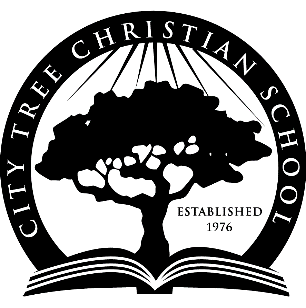 CITY TREE CHRISTIAN SCHOOL
ESTABLISHED
1976